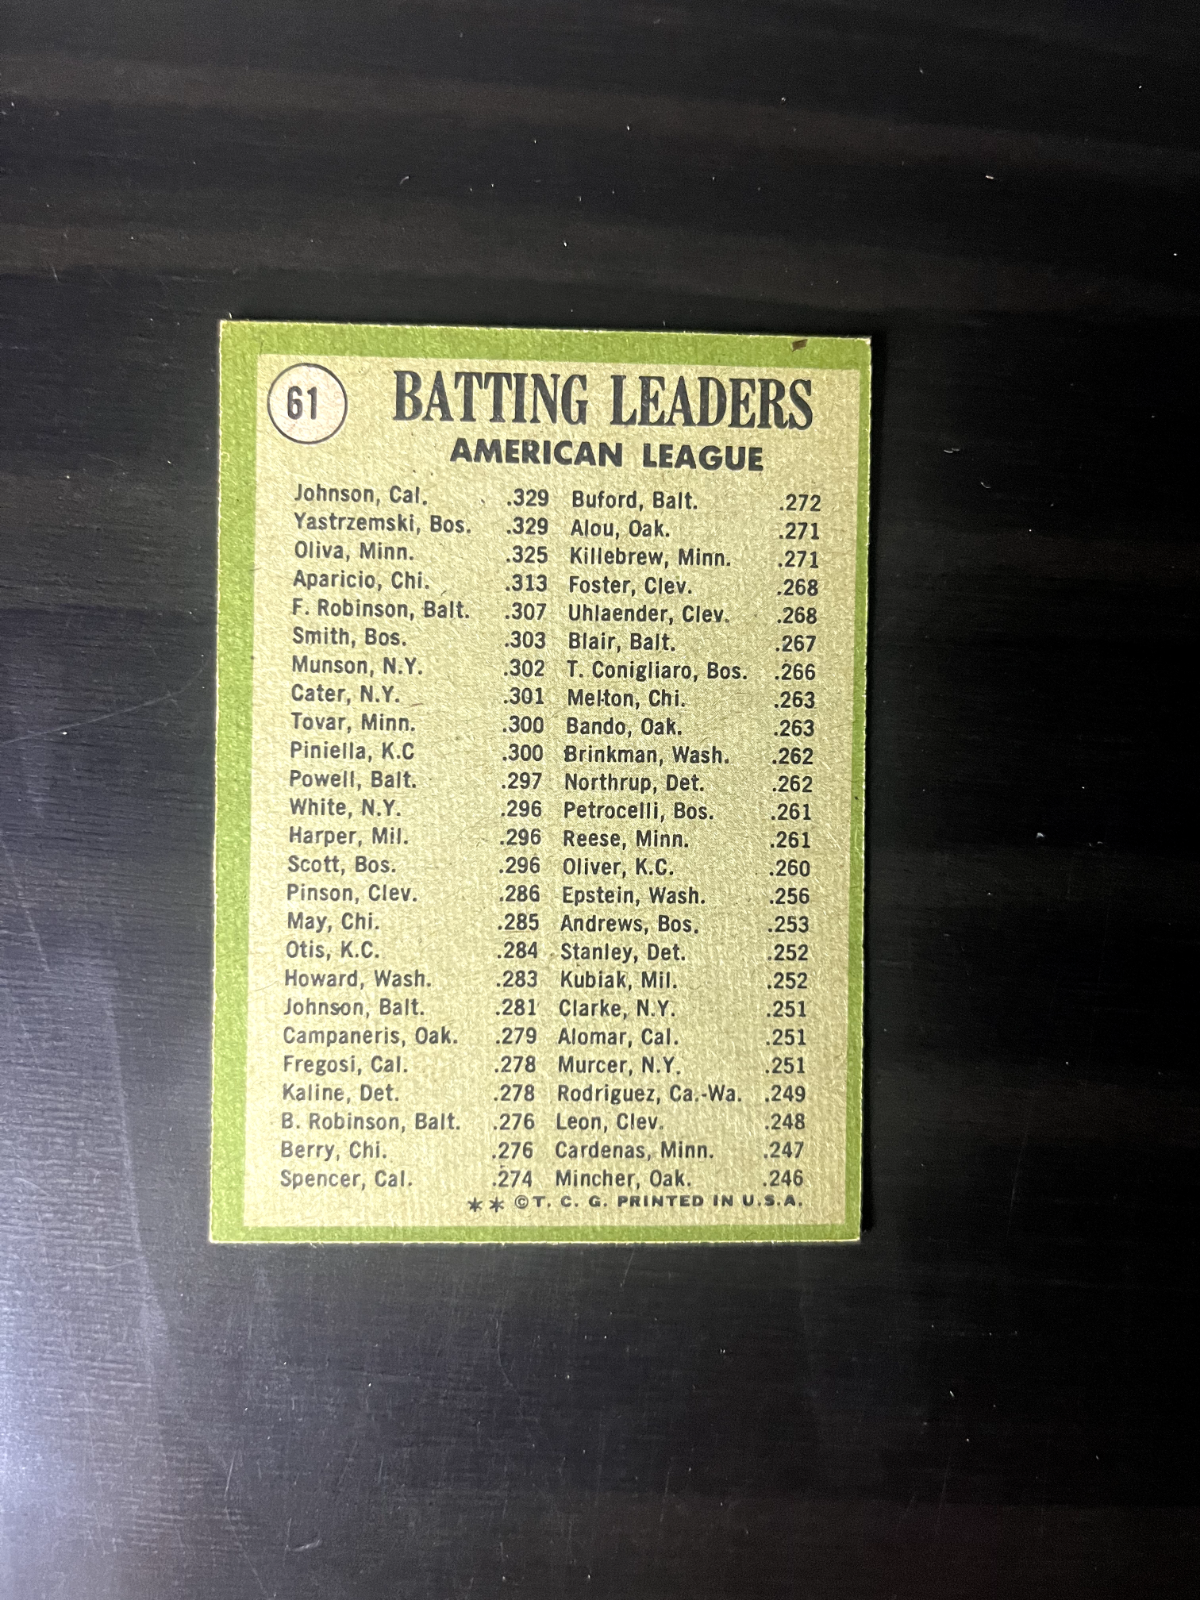 61
BATTING LEADERS
AMERICAN LEAGUE
Johnson, Cal. .329 Buford, Balt. .272
Yastrzemski, Bos. .329 Alou, Oak. .271
Oliva, Minn. .325 Killebrew, Minn. .271
Aparicio, Chi. .313 Foster, Clev. .268
F. Robinson, Balt. .307 Uhlaender, Clev. .268
Smith, Bos. .303 Blair, Balt. .267
Munson, N.Y. .302 T. Conigliaro, Bos. .266
Cater, N.Y. .301 Melton, Chi. .263
Tovar, Minn. .300 Bando, Oak. .263
Piniella, K.C .300 Brinkman, Wash. .262
Powell, Balt. .297 Northrup, Det. .262
White, N.Y. .296 Petrocelli, Bos. .261
Harper, Mil. .296 Reese, Minn. .261
Scott, Bos. .296 Oliver, K.C. .260
Pinson, Clev. .286 Epstein, Wash. .256
May, Chi. .285 Andrews, Bos. .253
Otis, K.C. .284 Stanley, Det. .252
Howard, Wash. .283 Kubiak, Mil. .252
Johnson, Balt. .281 Clarke, N.Y. .251
Campaneris, Oak. .279 Alomar, Cal. .251
Fregosi, Cal. .278 Murcer, N.Y. .251
Kaline, Det. .278 Rodriguez, Ca.-Wa. .249
B. Robinson, Balt. .276 Leon, Clev. .248
Berry, Chi. .276 Cardenas, Minn. .247
Spencer, Cal. .274 Mincher, Oak. .246
** ©T. C. G. PRINTED IN U.S.A.